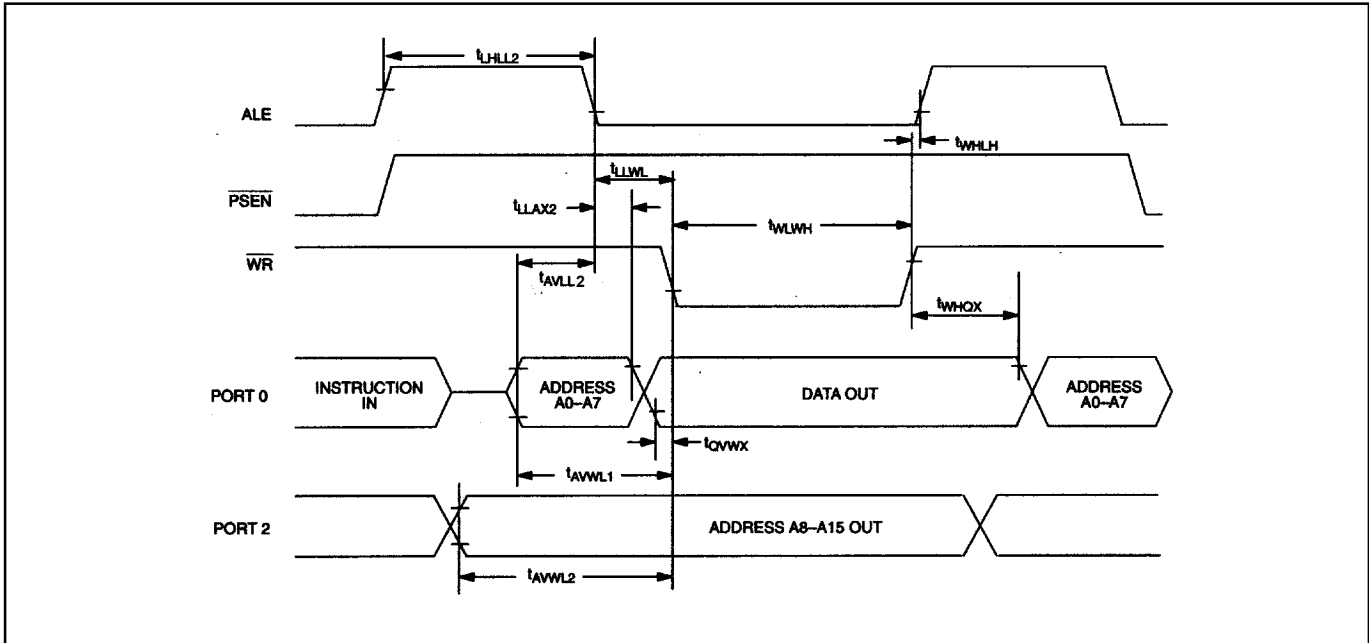 tLHLL2
ALE
tWHLH
tLLWL
PSEN
tLLAX2
tWLWH
WR
tAVLL2
tWHQX
PORT 0
INSTRUCTION
IN
ADDRESS
A0–A7
DATA OUT
ADDRESS
A0–A7
tQVWX
tAVWL1
PORT 2
ADDRESS A8–A15 OUT
tAVWL2